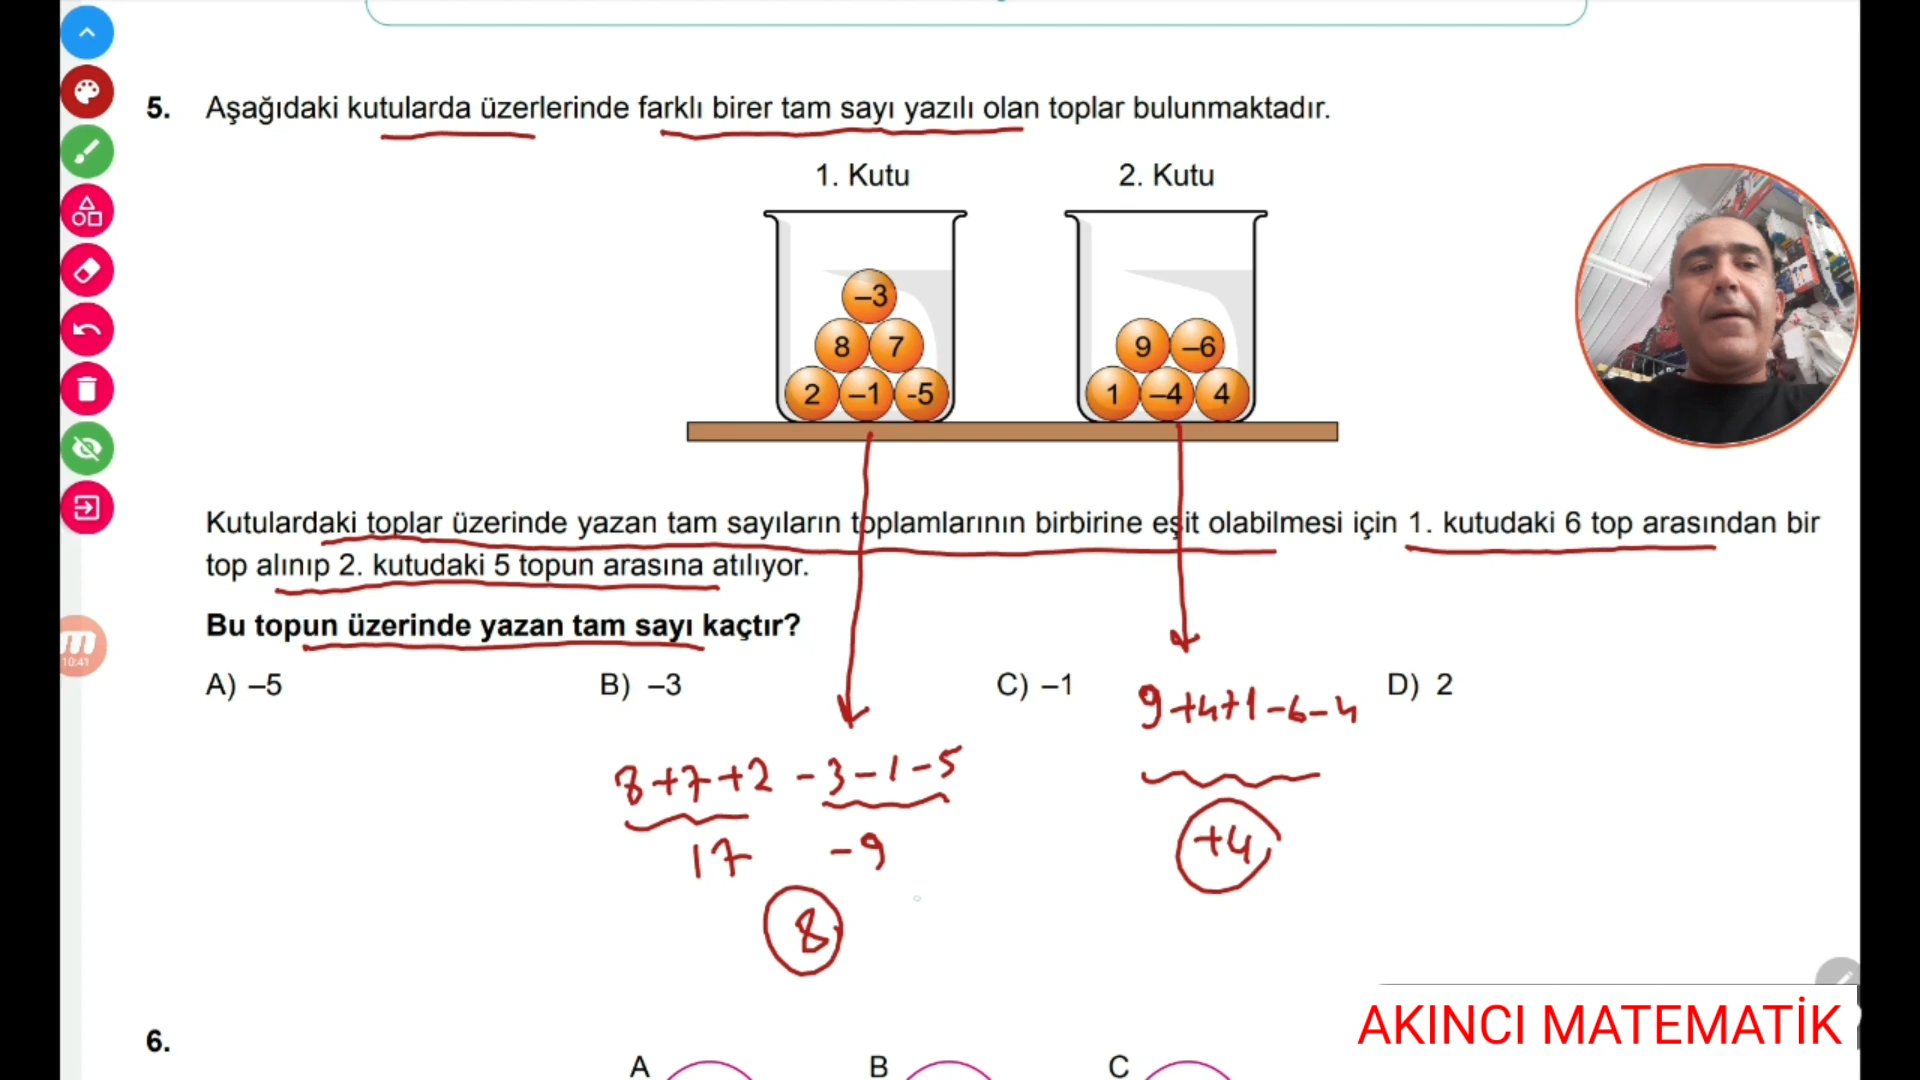 5. Aşağıdaki kutularda üzerlerinde farklı birer tam sayı yazılı olan toplar bulunmaktadır.
1. Kutu
2. Kutu
–3
8 7
2 –1 -5
9 –6
1 –4 4
Kutulardaki toplar üzerinde yazan tam sayıların toplamlarının birbirine eşit olabilmesi için 1. kutudaki 6 top arasından bir
top alınıp 2. kutudaki 5 topun arasına atılıyor.
Bu topun üzerinde yazan tam sayı kaçtır?
A) –5
B) –3
C) –1
D) 2
9+4+1-6-4
8+7+2 -3-1-5
17 -9
+4
8
m
10:41
AKINCI MATEMATİK
6.
A
B
C